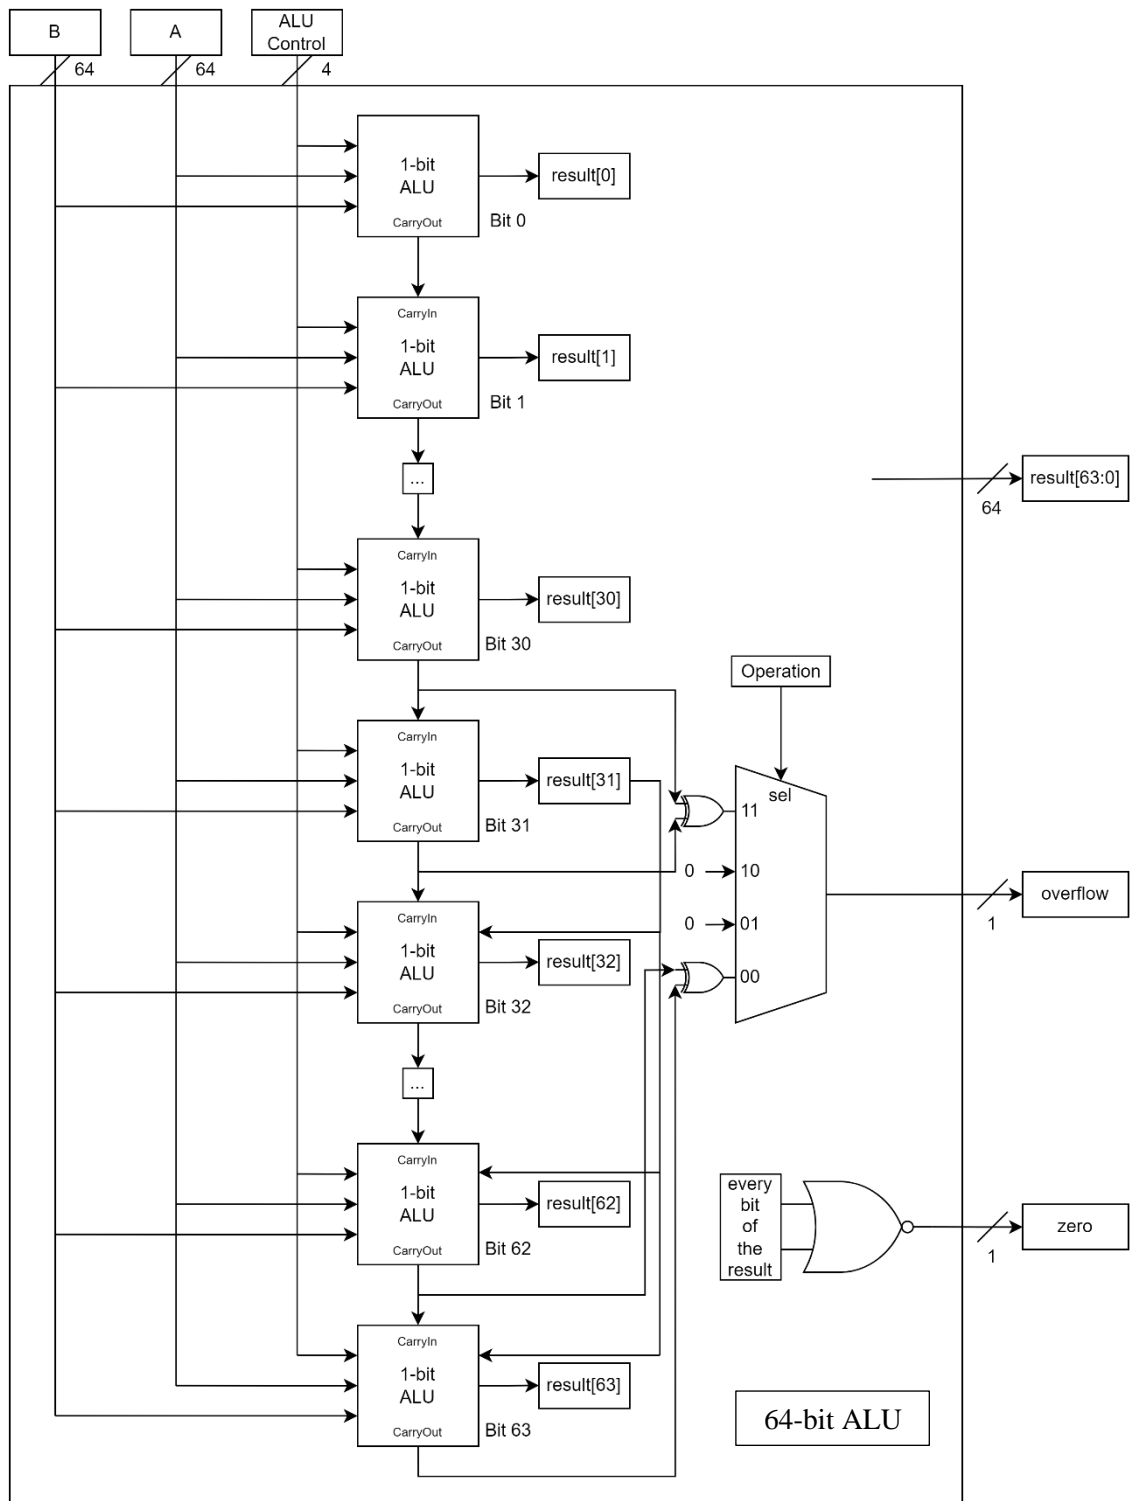 B
A
ALU
Control
64
64
4
1-bit
ALU
CarryOut
Bit 0
result[0]
CarryIn
1-bit
ALU
CarryOut
Bit 1
result[1]
...
result[63:0]
64
CarryIn
1-bit
ALU
CarryOut
Bit 30
result[30]
Operation
CarryIn
1-bit
ALU
CarryOut
Bit 31
result[31]
sel
11
0
10
0
01
00
overflow
1
CarryIn
1-bit
ALU
CarryOut
Bit 32
result[32]
...
CarryIn
1-bit
ALU
CarryOut
Bit 62
result[62]
every
bit
of
the
result
zero
1
CarryIn
1-bit
ALU
CarryOut
Bit 63
result[63]
64-bit ALU